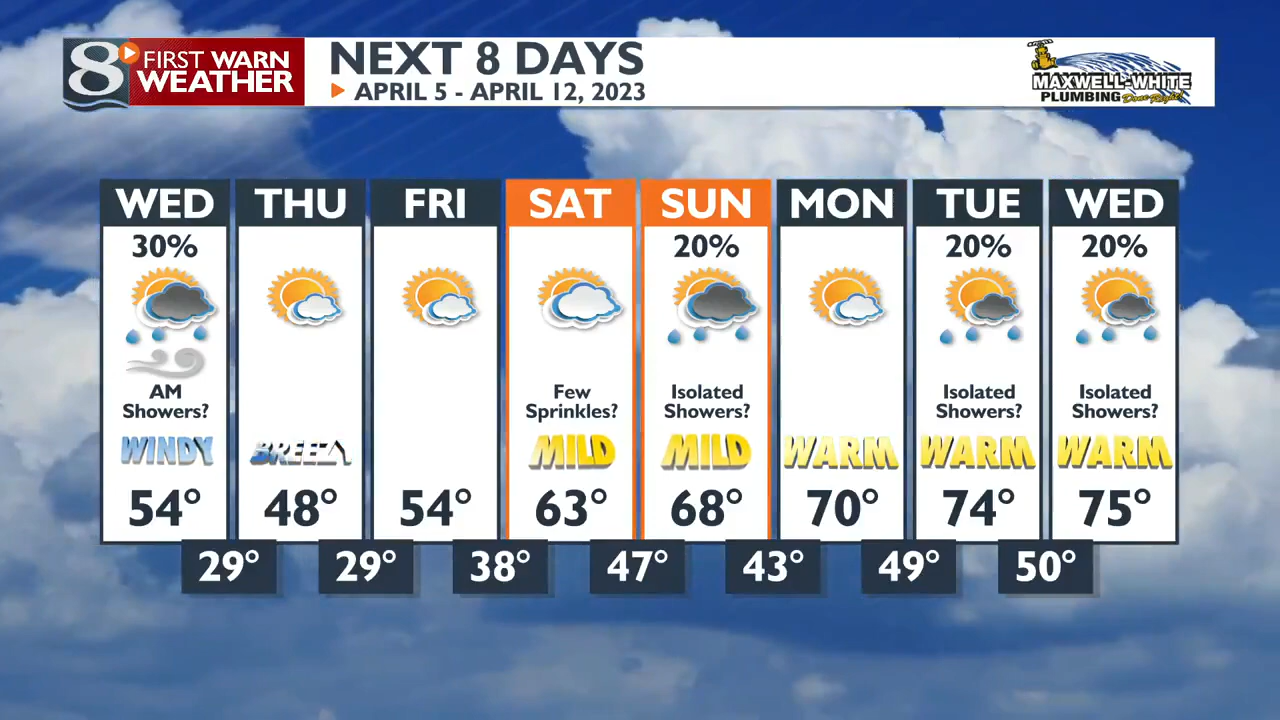 8 FIRST WARN
WEATHER
NEXT 8 DAYS
APRIL 5 - APRIL 12, 2023
MAXWELL-WHITE
PLUMBING Done Right!
WED
30%
AM
Showers?
WINDY
54°
THU
BREEZY
48°
FRI
54°
SAT
Few
Sprinkles?
MILD
63°
SUN
20%
Isolated
Showers?
MILD
68°
MON
WARM
70°
TUE
20%
Isolated
Showers?
WARM
74°
WED
20%
Isolated
Showers?
WARM
75°
29°
29°
38°
47°
43°
49°
50°